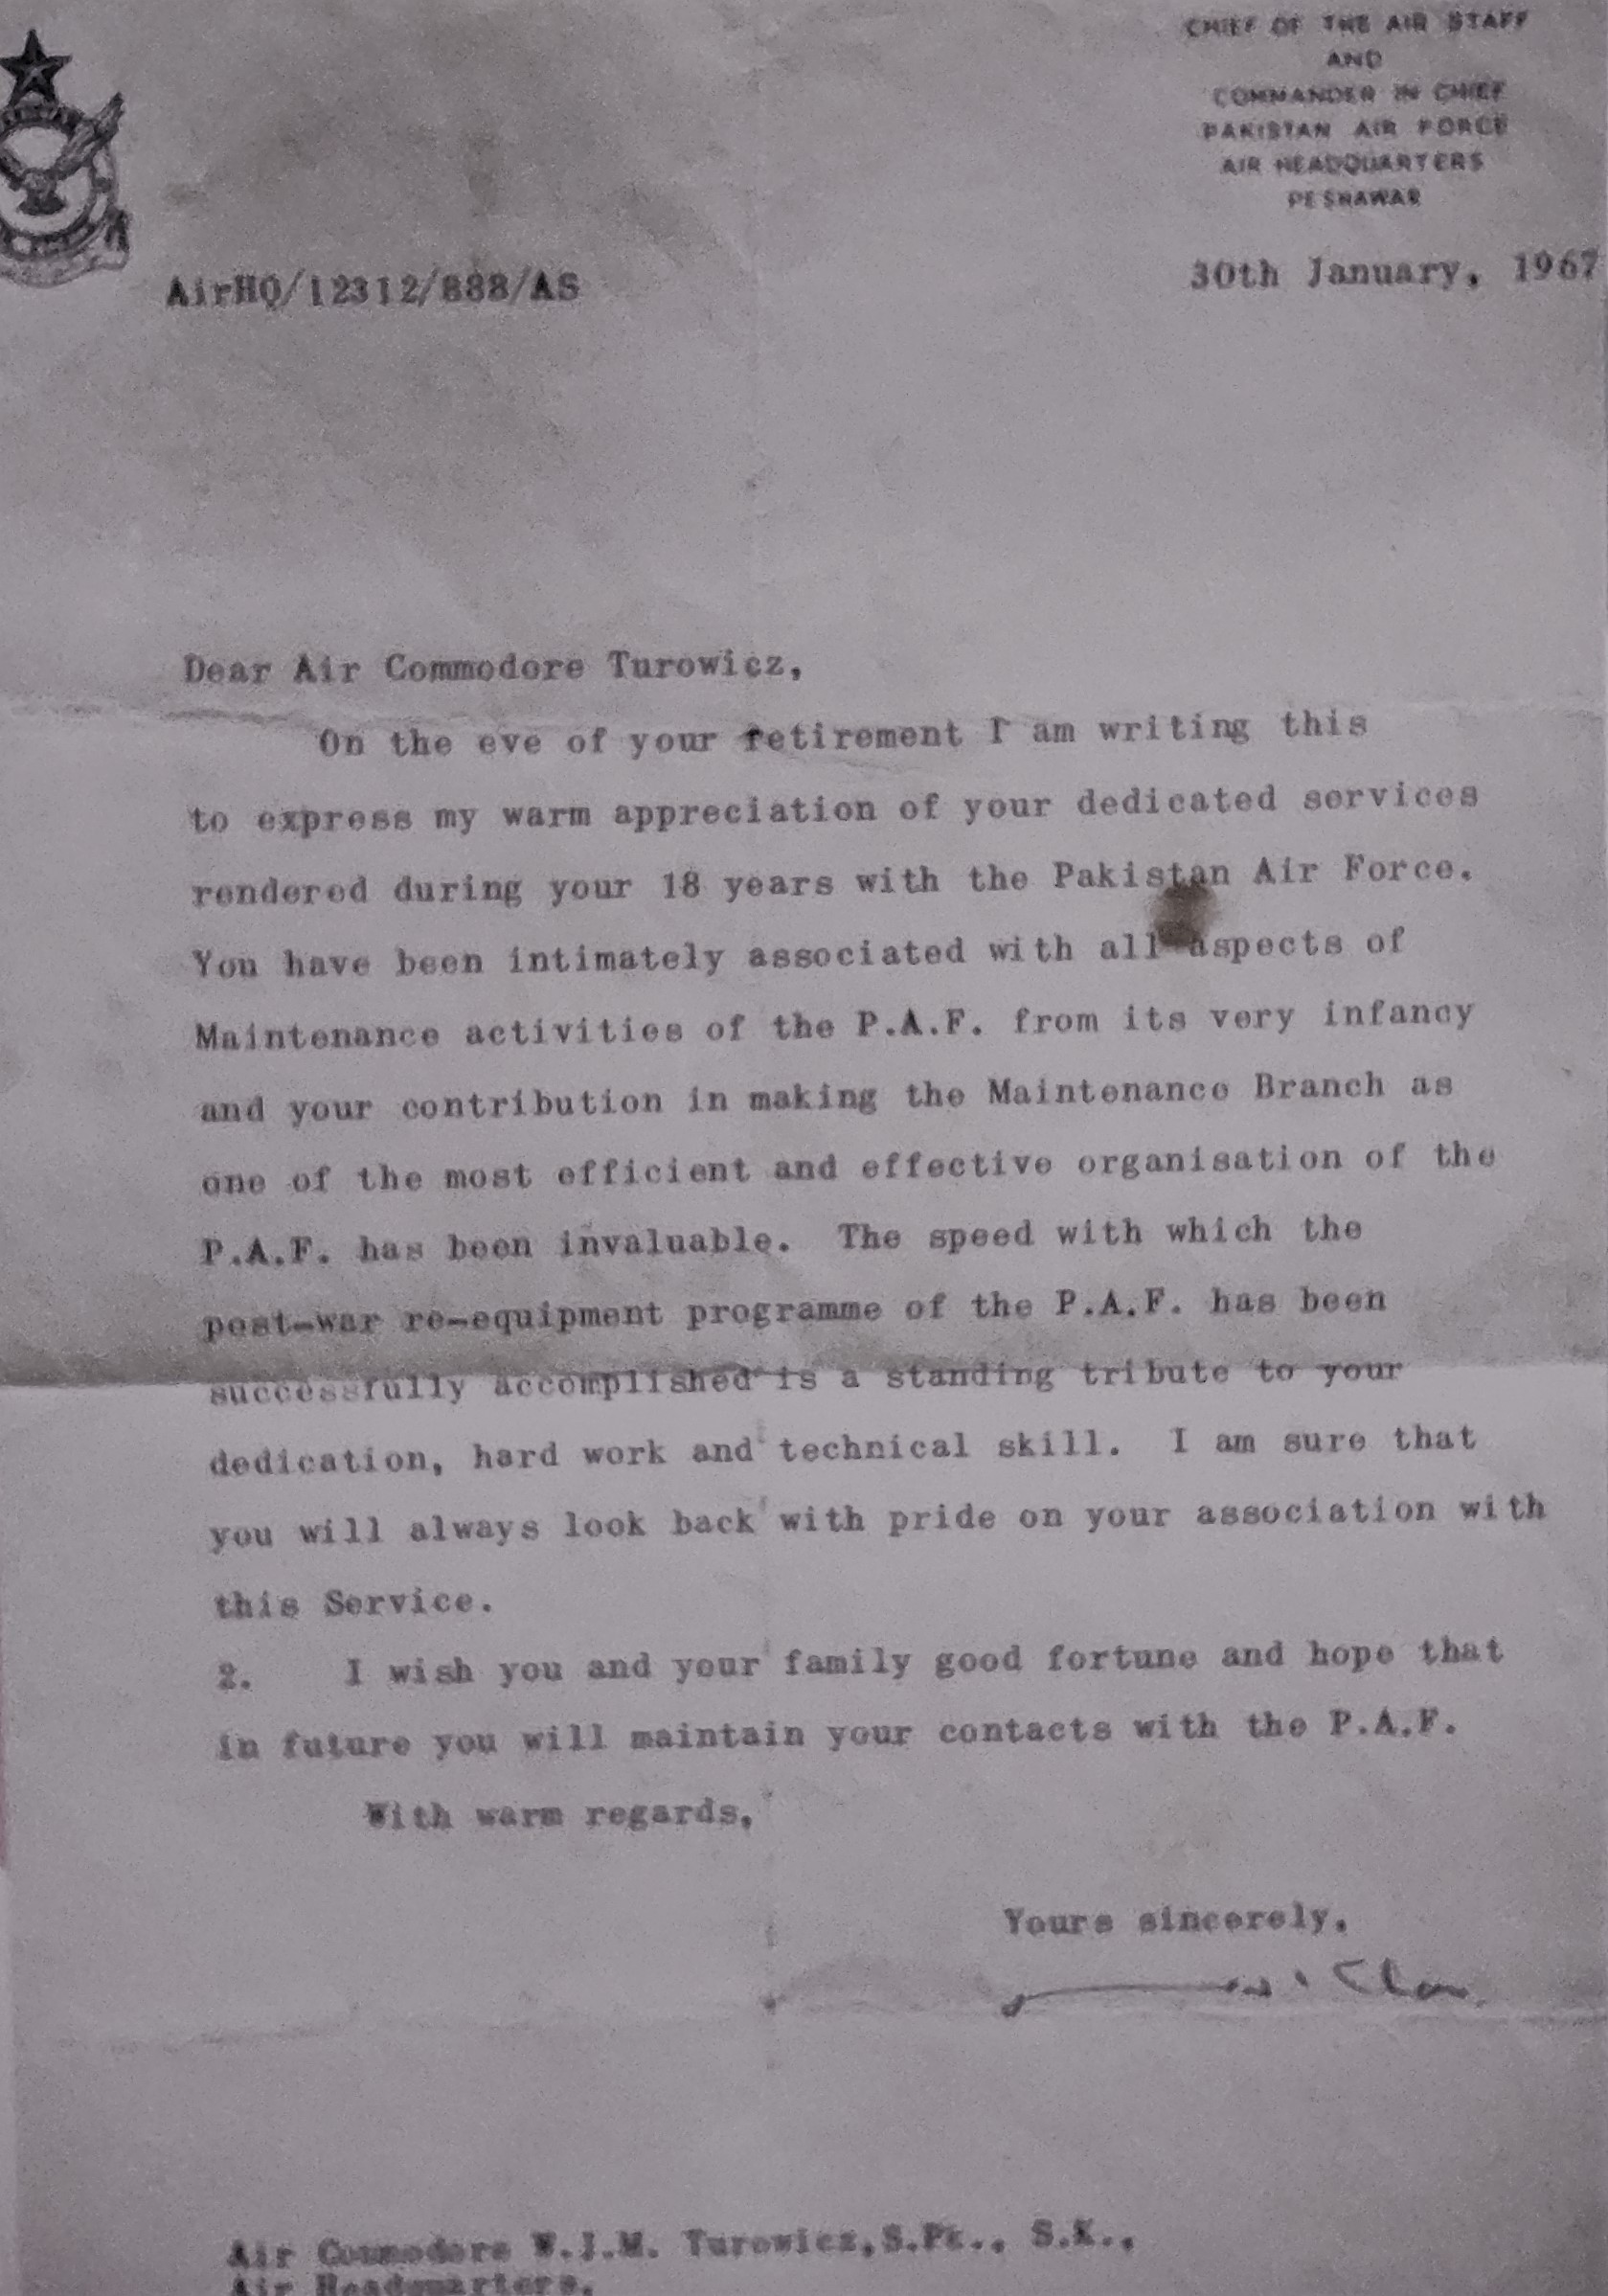 CHIEF OF THE AIR STAFF
AND
COMMANDER IN CHIEF
PAKISTAN AIR FORCE
AIR HEADQUARTERS
PESHAWAR
AirHQ/12312/888/AS
30th January, 1967
Dear Air Commodore Turowicz,
On the eve of your retirement I am writing this
to express my warm appreciation of your dedicated services
rendered during your 18 years with the Pakistan Air Force.
You have been intimately associated with all aspects of
Maintenance activities of the P.A.F. from its very infancy
and your contribution in making the Maintenance Branch as
one of the most efficient and effective organisation of the
P.A.F. has been invaluable. The speed with which the
post-war re-equipment programme of the P.A.F. has been
successfully accomplished is a standing tribute to your
dedication, hard work and technical skill. I am sure that
you will always look back with pride on your association with
this Service.
2. I wish you and your family good fortune and hope that
in future you will maintain your contacts with the P.A.F.
With warm regards,
Yours sincerely,
Air Commodore W.J.M. Turowicz,S.Pk., S.K.,
Air Headquarters.